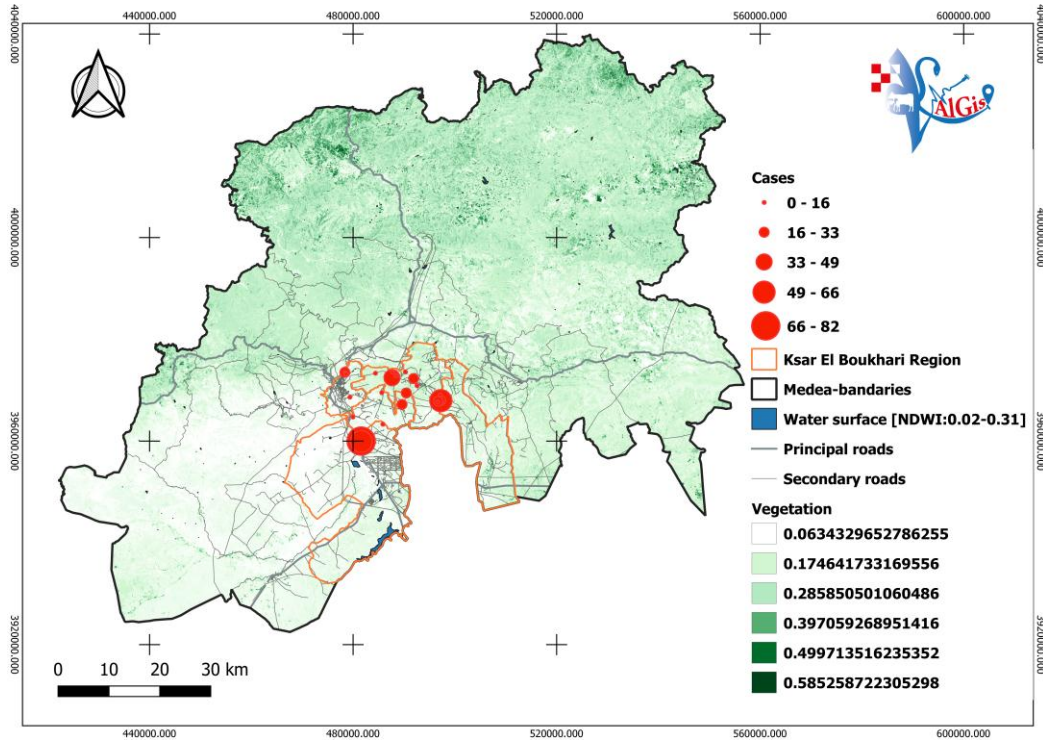 440000.000 480000.000 520000.000 560000.000 600000.000
4040000.000 4040000.000
AlGis
Cases
0 - 16
16 - 33
4000000.000 4000000.000
33 - 49
49 - 66
66 - 82
Ksar El Boukhari Region
Medea-bandaries
Water surface [NDWI:0.02-0.31]
3960000.000 3960000.000
Principal roads
Secondary roads
Vegetation
0.0634329652786255
0.174641733169556
0.285850501060486
0.397059268951416
3920000.000 3920000.000
0.499713516235352
0.585258722305298
0 10 20 30 km
440000.000 480000.000 520000.000 560000.000 600000.000